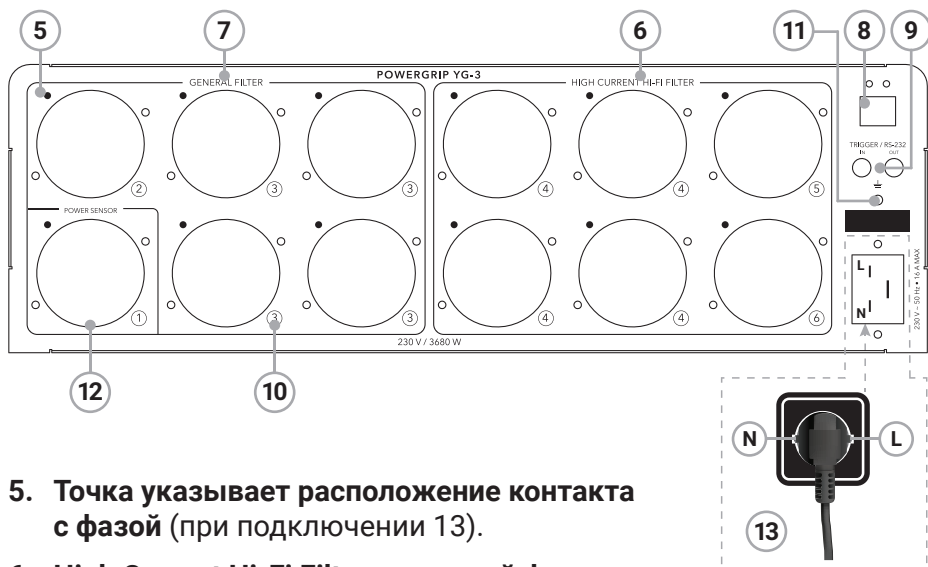 5 7 6 11 8 9
POWERGRIP YG-3
GENERAL FILTER
HIGH CURRENT HI-FI FILTER
TRIGGER / RS-232
IN OUT
2 3 3 4 4 5
POWER SENSOR
L
N
230 V ~ 50 Hz • 16 A MAX
1 3 3 4 4 6
230 V / 3680 W
12 10
N L
13
5. Точка указывает расположение контакта
с фазой (при подключении 13).